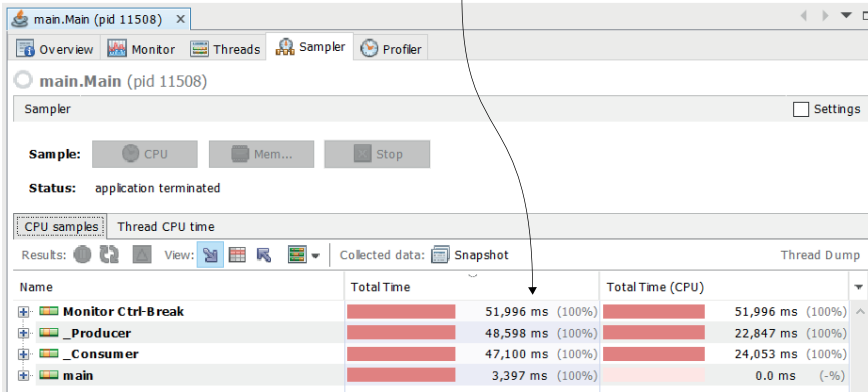 main.Main (pid 11508)
Overview Monitor Threads Sampler Profiler
main.Main (pid 11508)
Sampler Settings
Sample: CPU Mem... Stop
Status: application terminated
CPU samples Thread CPU time
Results: View: Collected data: Snapshot Thread Dump
Name Total Time Total Time (CPU)
Monitor Ctrl-Break 51,996 ms (100%) 51,996 ms (100%)
_Producer 48,598 ms (100%) 22,847 ms (100%)
_Consumer 47,100 ms (100%) 24,053 ms (100%)
main 3,397 ms (100%) 0.0 ms (-%)